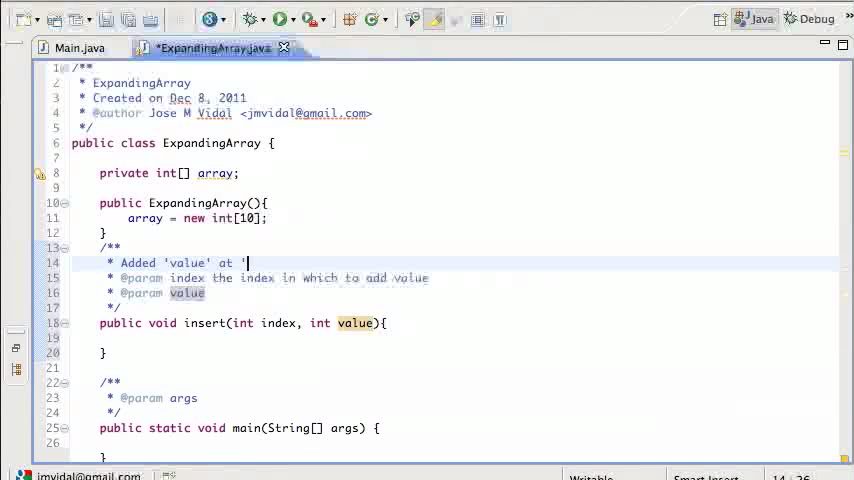 Java
Debug
Main.java
*ExpandingArray.java
1 /**
2 * ExpandingArray
3 * Created on Dec 8, 2011
4 * @author Jose M Vidal <jmvidal@gmail.com>
5 */
6 public class ExpandingArray {
7
8 private int[] array;
9
10 public ExpandingArray(){
11 array = new int[10];
12 }
13 /**
14 * Added 'value' at '
15 * @param index the index in which to add value
16 * @param value
17 */
18 public void insert(int index, int value){
19
20 }
21
22 /**
23 * @param args
24 */
25 public static void main(String[] args) {
26
}
jmvidal@gmail.com
Writable
Smart Insert
14 : 26